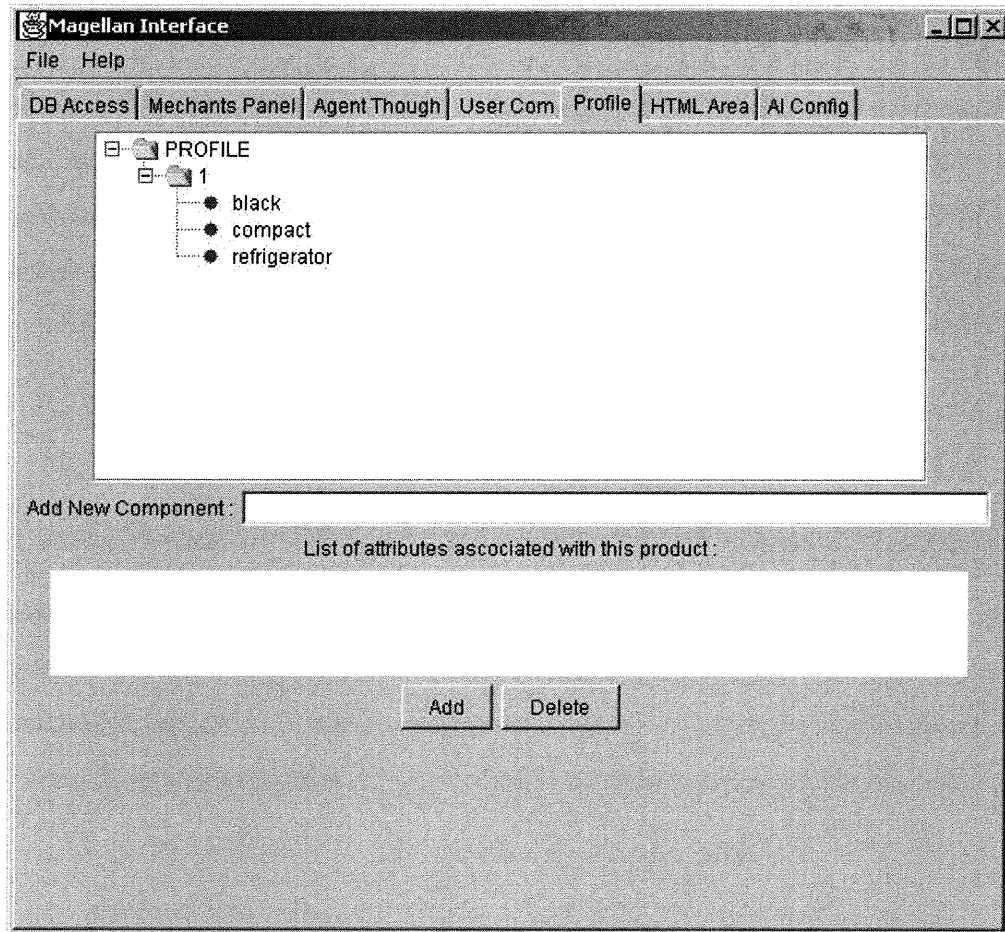 Magellan Interface
File Help
DB Access Mechants Panel Agent Though User Com Profile HTML Area AI Config
PROFILE
1
black
compact
refrigerator
Add New Component :
List of attributes ascociated with this product :
Add Delete